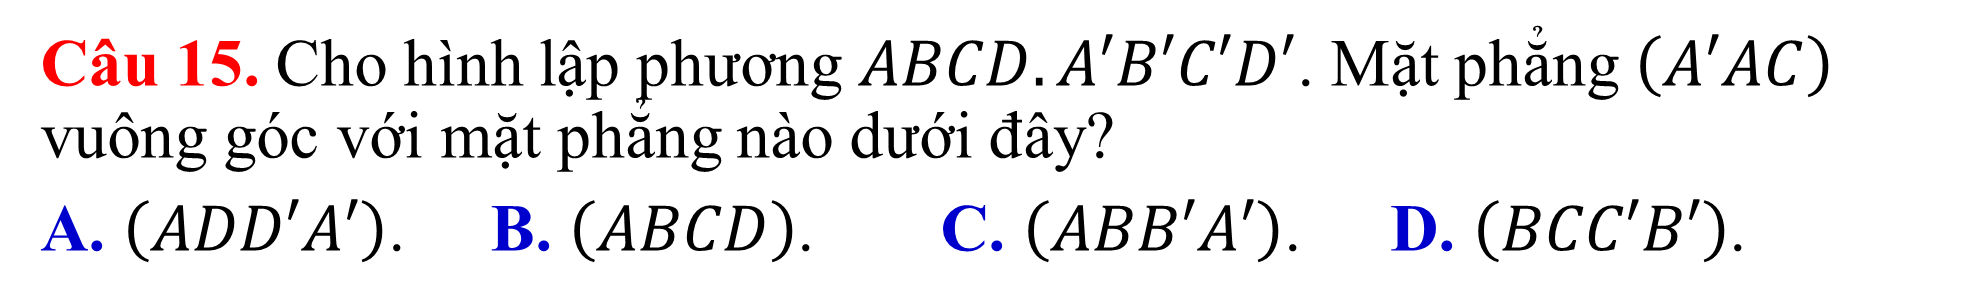 Câu 15. Cho hình lập phương ABCD.A′B′C′D′. Mặt phẳng (A′AC)
vuông góc với mặt phẳng nào dưới đây?
A. (ADD′A′). B. (ABCD). C. (ABB′A′). D. (BCC′B′).